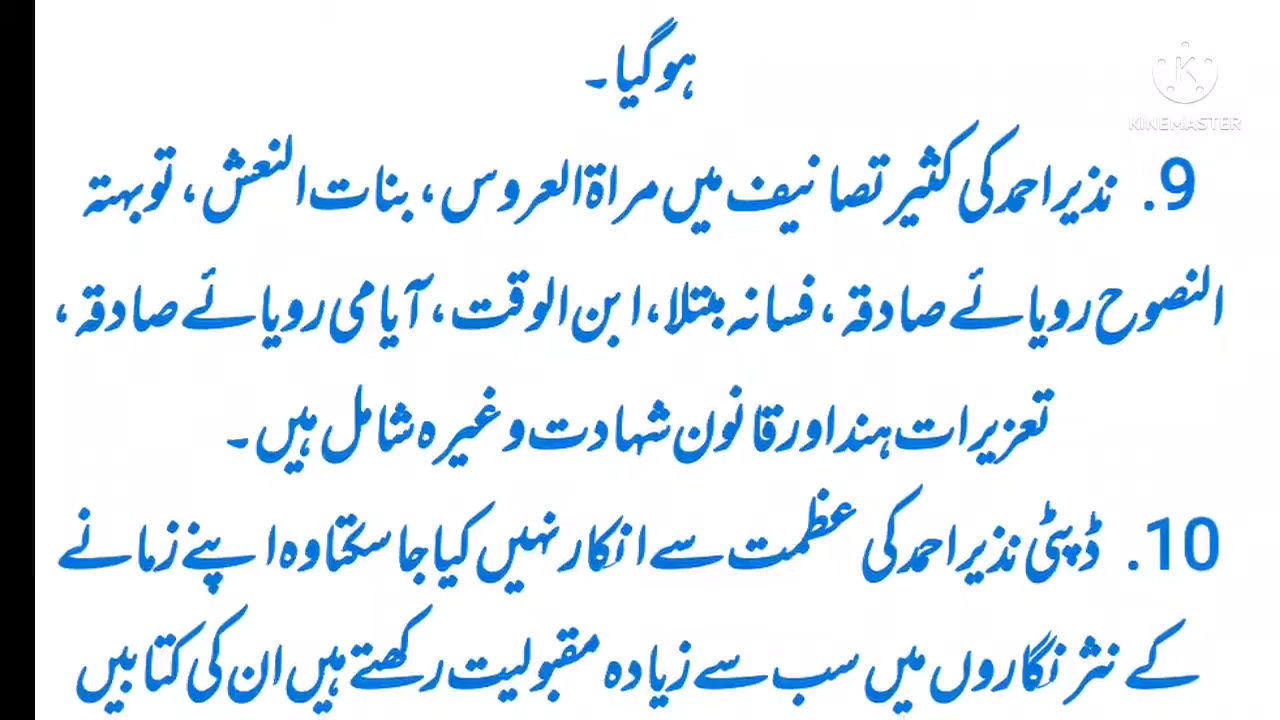 ہوگیا۔
KINEMASTER
9. نذیر احمد کی کثیر تصانیف میں مراۃ العروس، بنات النعش، توبہتہ
النصوح رویائے صادقہ، فسانہ مبتلا، ابن الوقت، آیامی رویائے صادقہ،
تعزیرات ہند اور قانون شہادت وغیرہ شامل ہیں۔
10. ڈپٹی نذیر احمد کی عظمت سے انکار نہیں کیا جا سکتا وہ اپنے زمانے
کے نثر نگاروں میں سب سے زیادہ مقبولیت رکھتے ہیں ان کی کتابیں